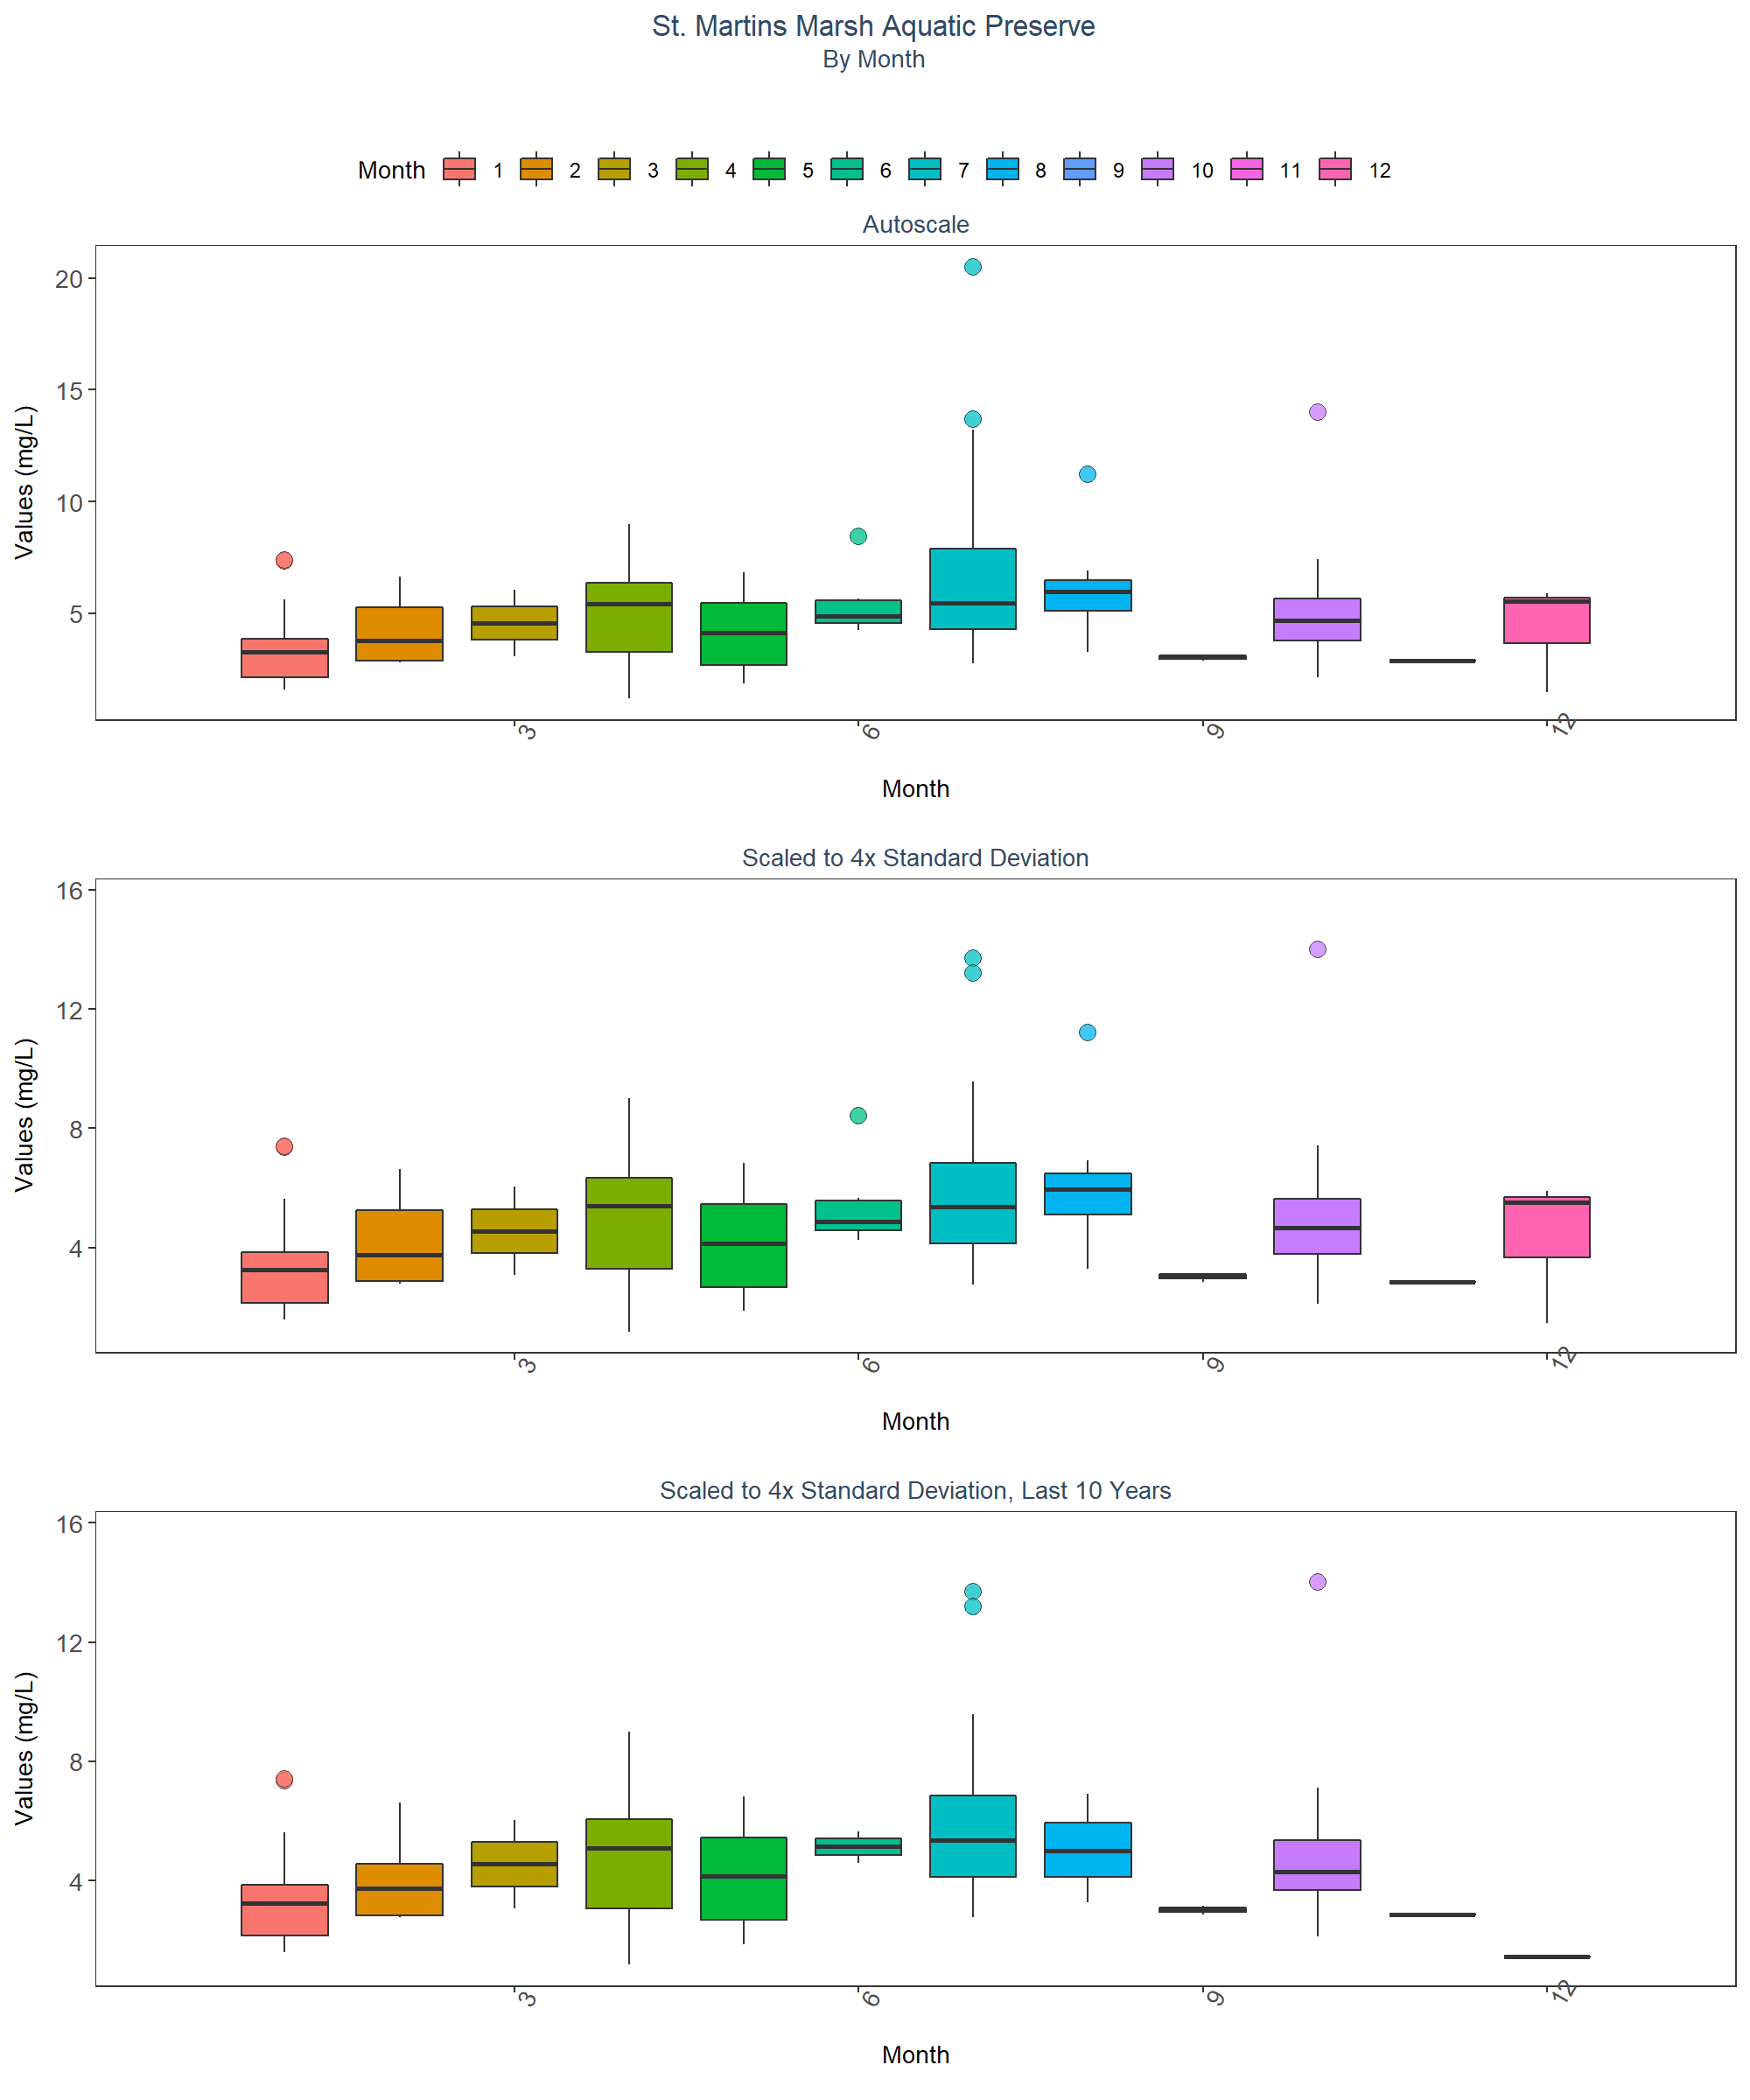 St. Martins Marsh Aquatic Preserve
By Month
Month 1 2 3 4 5 6 7 8 9 10 11 12
Autoscale
Values (mg/L)
20
15
10
5
3 6 9 12
Month
Scaled to 4x Standard Deviation
Values (mg/L)
16
12
8
4
3 6 9 12
Month
Scaled to 4x Standard Deviation, Last 10 Years
Values (mg/L)
16
12
8
4
3 6 9 12
Month